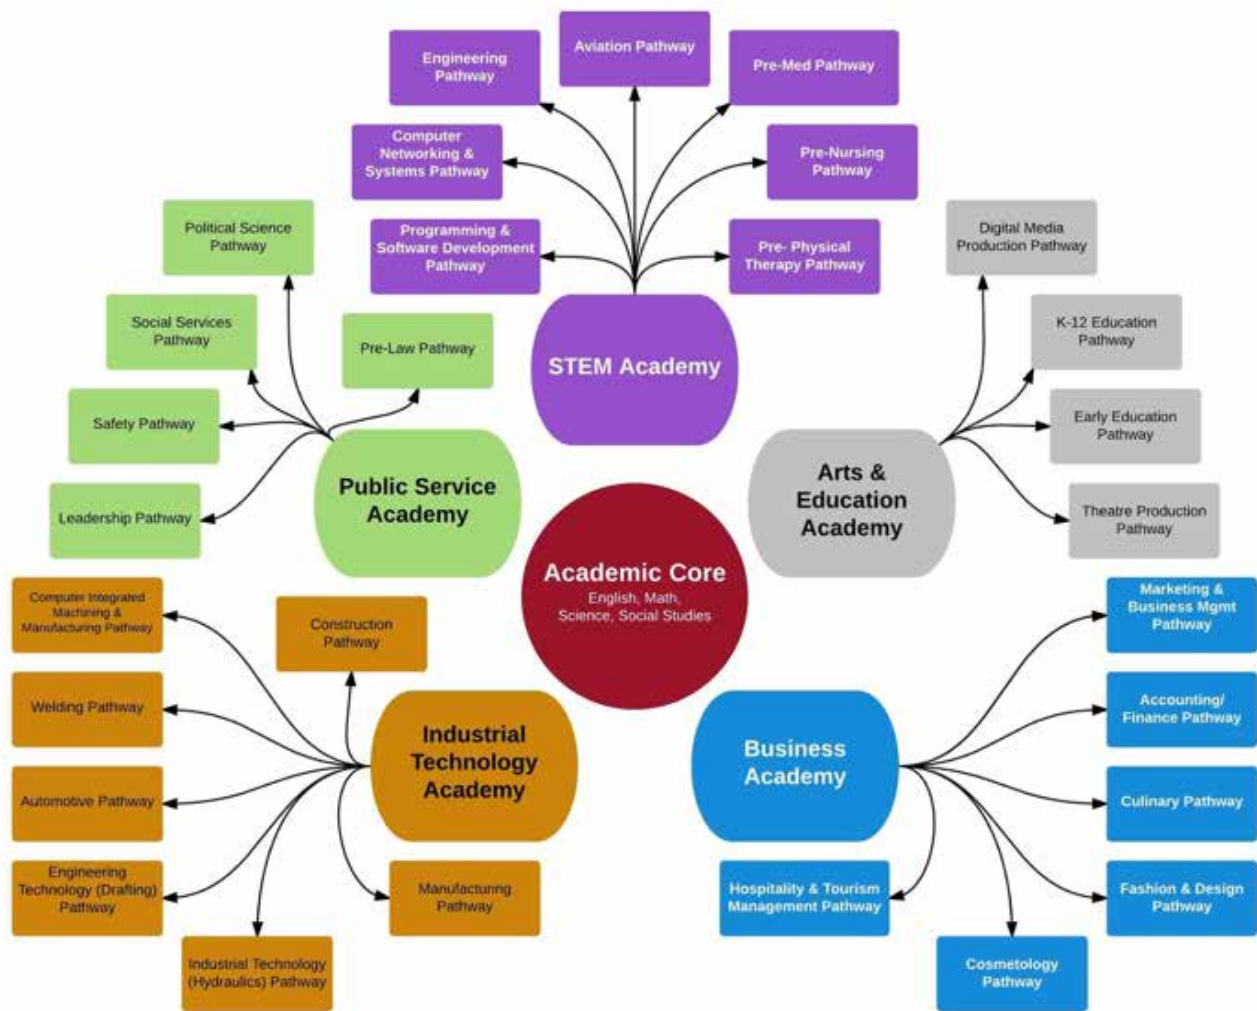 Engineering
Pathway
Aviation Pathway
Pre-Med Pathway
Computer
Networking &
Systems Pathway
Pre-Nursing
Pathway
Programming &
Software Development
Pathway
Pre- Physical
Therapy Pathway
STEM Academy
Political Science
Pathway
Social Services
Pathway
Pre-Law Pathway
Safety Pathway
Leadership Pathway
Public Service
Academy
Digital Media
Production Pathway
K-12 Education
Pathway
Early Education
Pathway
Theatre Production
Pathway
Arts &
Education
Academy
Academic Core
English, Math,
Science, Social Studies
Computer Integrated
Machining &
Manufacturing Pathway
Construction
Pathway
Welding Pathway
Automotive Pathway
Engineering
Technology (Drafting)
Pathway
Industrial Technology
(Hydraulics) Pathway
Manufacturing
Pathway
Industrial
Technology
Academy
Business
Academy
Marketing &
Business Mgmt
Pathway
Accounting/
Finance Pathway
Culinary Pathway
Fashion & Design
Pathway
Cosmetology
Pathway
Hospitality & Tourism
Management Pathway